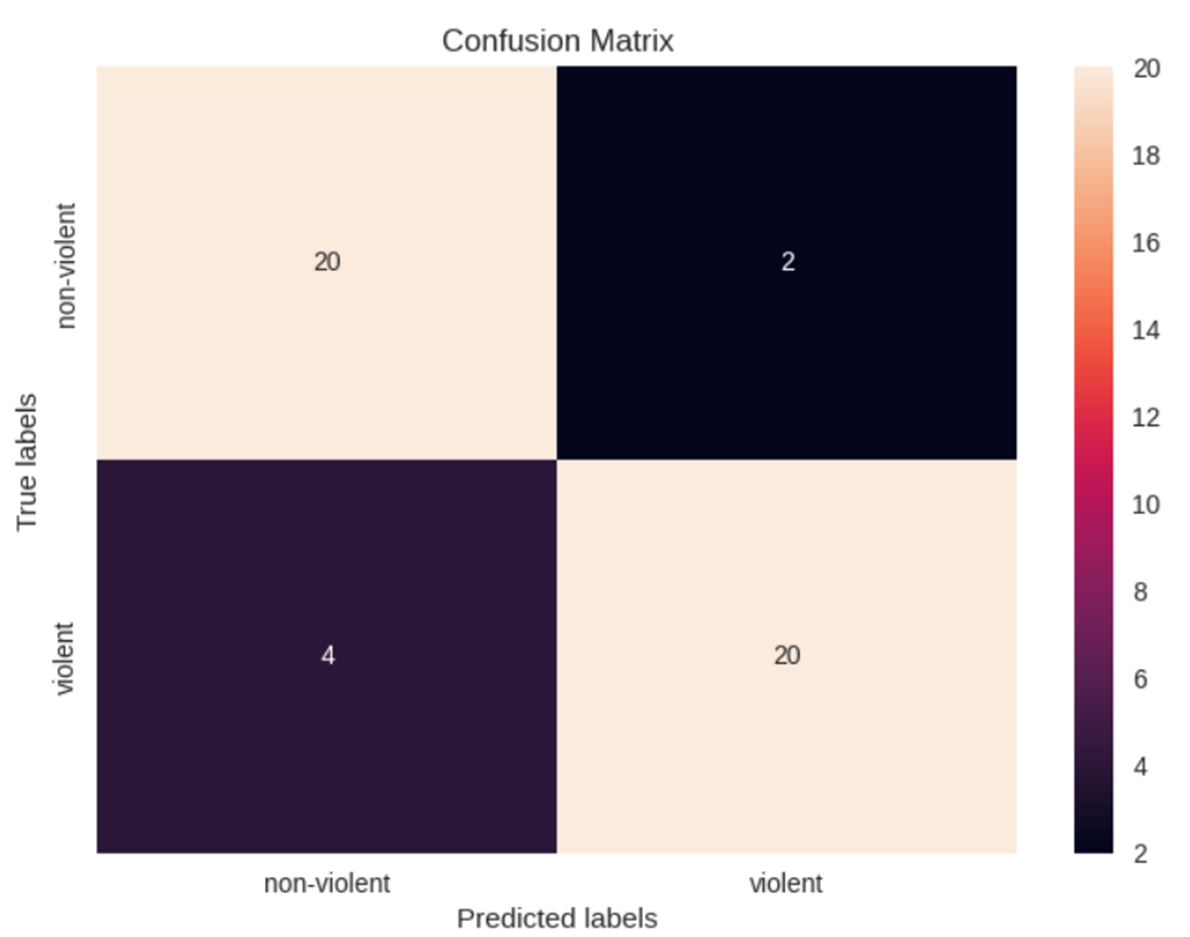 Confusion Matrix
True labels
non-violent
violent
20
2
4
20
non-violent
violent
Predicted labels
20
18
16
14
12
10
8
6
4
2